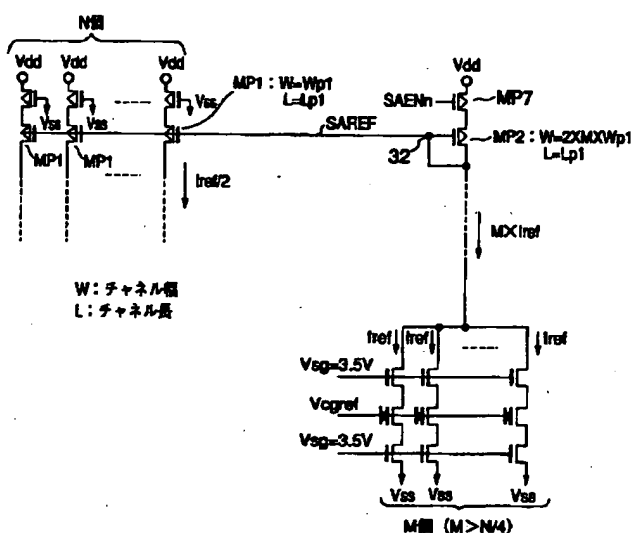 N個
Vdd Vdd Vdd
Vss Vss Vss
MP1 MP1
MP1：W=Wp1
L=Lp1
Iref/2
SAREF
32
Vdd
SAENn
MP7
MP2：W=2XMXWp1
L=Lp1
M×Iref
W：チャネル幅
L：チャネル長
Iref Iref Iref
Vsg=3.5V
Vcgref
Vsg=3.5V
Vss Vss Vss
M個 (M>N/4)